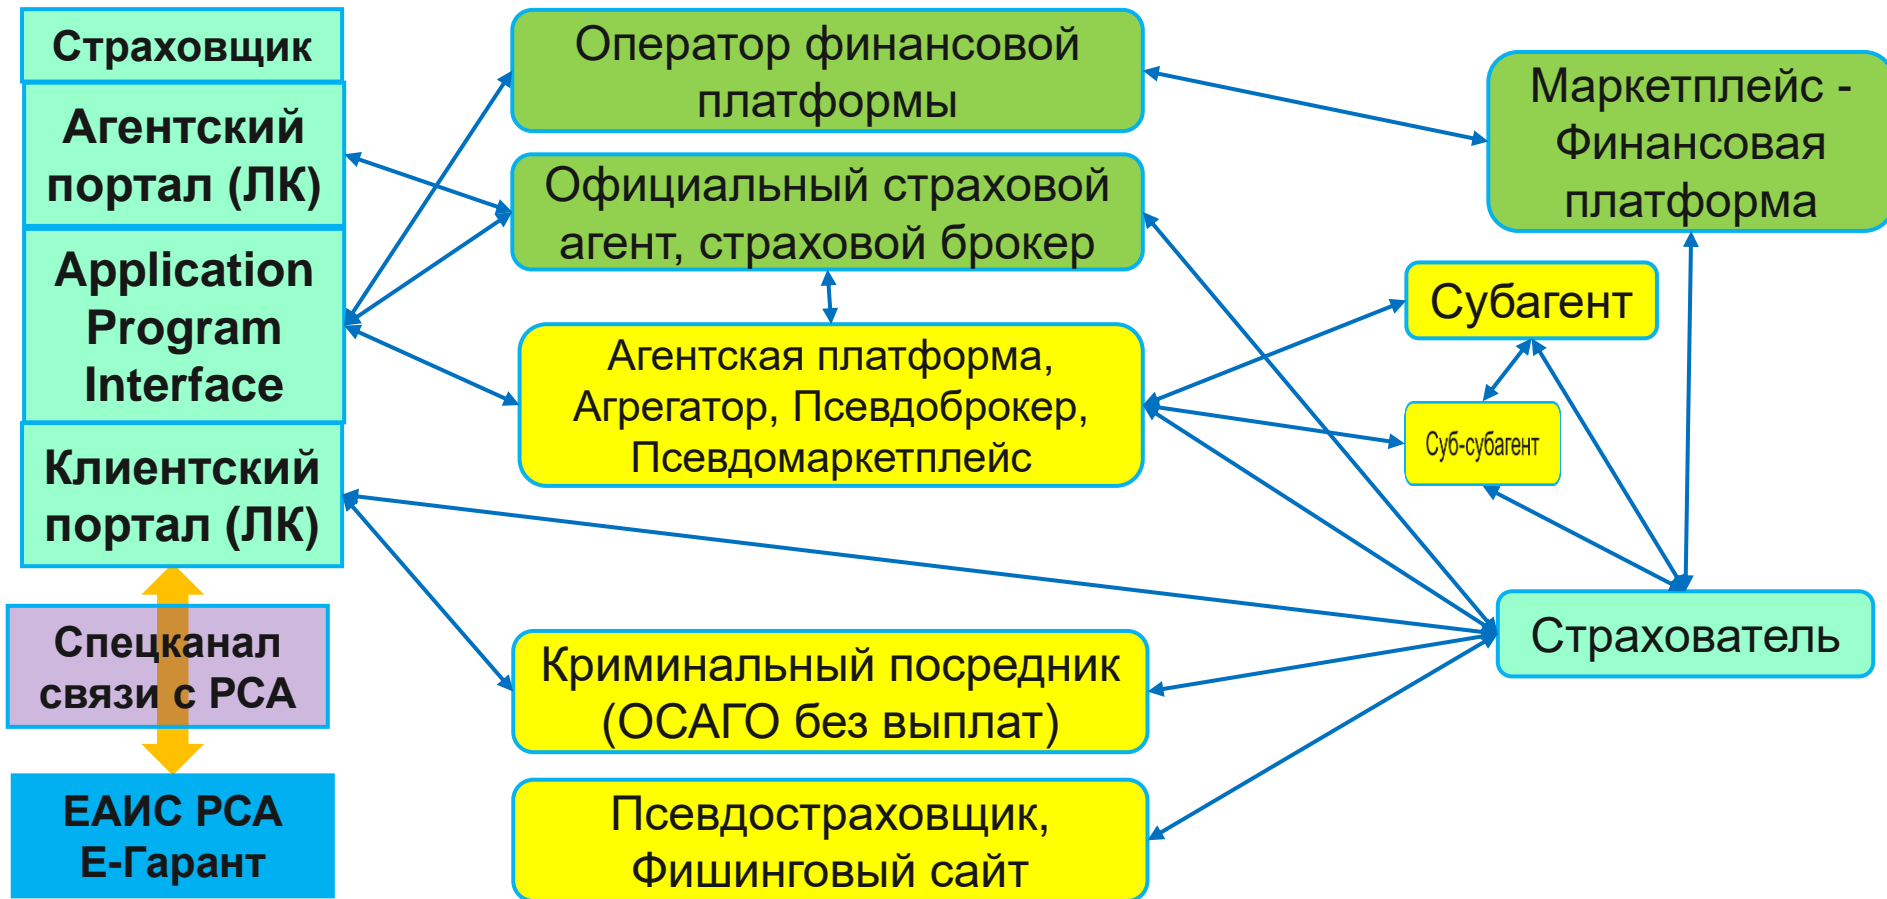 Страховщик
Агентский
портал (ЛК)
Application
Program
Interface
Клиентский
портал (ЛК)
Спецканал
связи с РСА
ЕАИС РСА
Е-Гарант
Оператор финансовой
платформы
Официальный страховой
агент, страховой брокер
Агентская платформа,
Агрегатор, Псевдоброкер,
Псевдомаркетплейс
Криминальный посредник
(ОСАГО без выплат)
Псевдостраховщик,
Фишинговый сайт
Маркетплейс -
Финансовая
платформа
Субагент
Суб-субагент
Страхователь